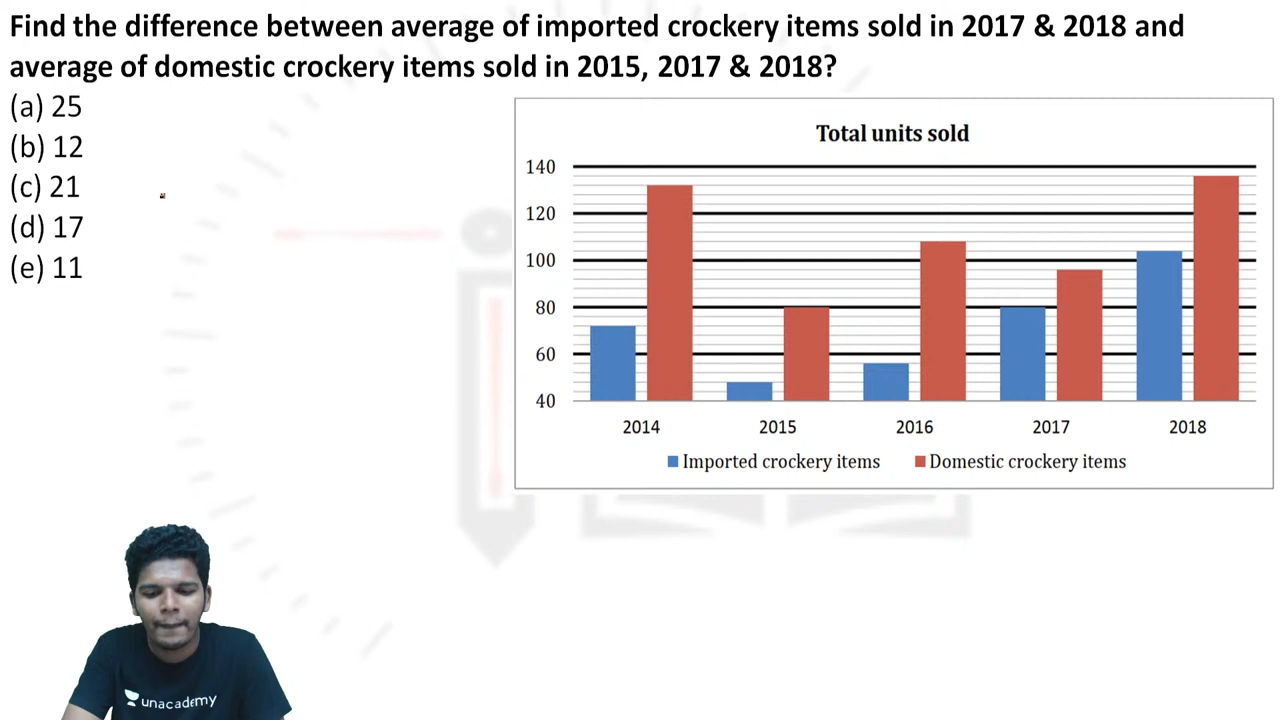 Find the difference between average of imported crockery items sold in 2017 & 2018 and
average of domestic crockery items sold in 2015, 2017 & 2018?
(a) 25
(b) 12
(c) 21
(d) 17
(e) 11
Total units sold
140
120
100
80
60
40
2014 2015 2016 2017 2018
Imported crockery items Domestic crockery items
unacademy